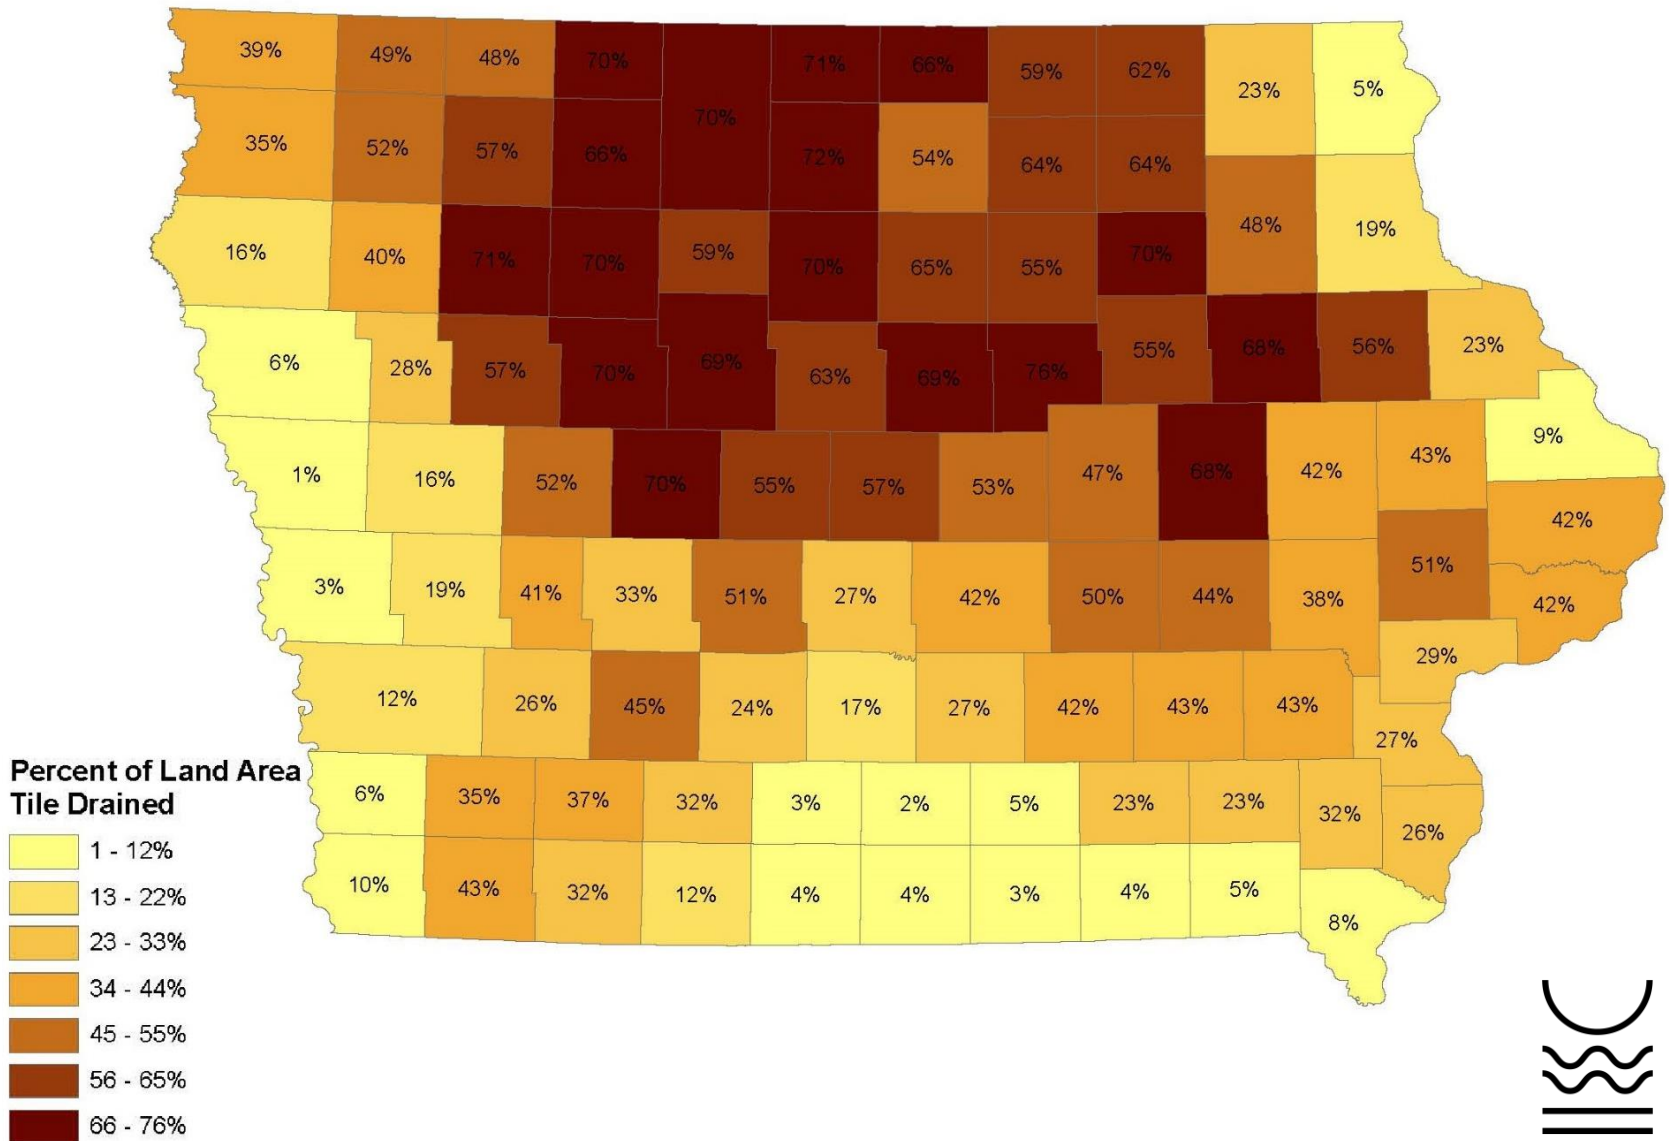 39% 49% 48% 70% 71% 66% 59% 62% 23% 5%
70%
35% 52% 57% 66% 72% 54% 64% 64%
16% 40% 71% 70% 59% 70% 65% 55% 70% 48% 19%
6% 28% 57% 70% 69% 63% 69% 76% 55% 68% 56% 23%
1% 16% 52% 70% 55% 57% 53% 47% 68% 42% 43% 9%
42%
3% 19% 41% 33% 51% 27% 42% 50% 44% 38% 51% 42%
12% 26% 45% 24% 17% 27% 42% 43% 43% 29%
27%
6% 35% 37% 32% 3% 2% 5% 23% 23% 32% 26%
10% 43% 32% 12% 4% 4% 3% 4% 5% 8%
Percent of Land Area
Tile Drained
1 - 12%
13 - 22%
23 - 33%
34 - 44%
45 - 55%
56 - 65%
66 - 76%